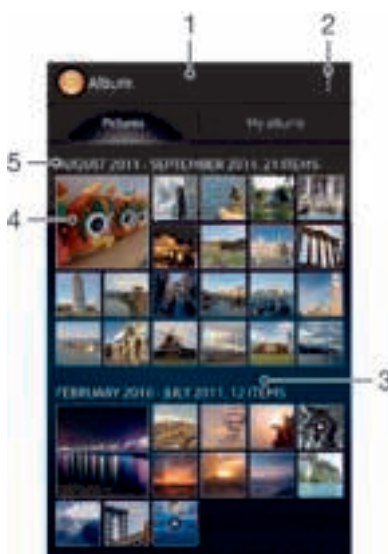 1 2
Album
Pictures My albums
5 AUGUST 2011 - SEPTEMBER 2011, 21 ITEMS
4
3
FEBRUARY 2010 - JULY 2011, 12 ITEMS